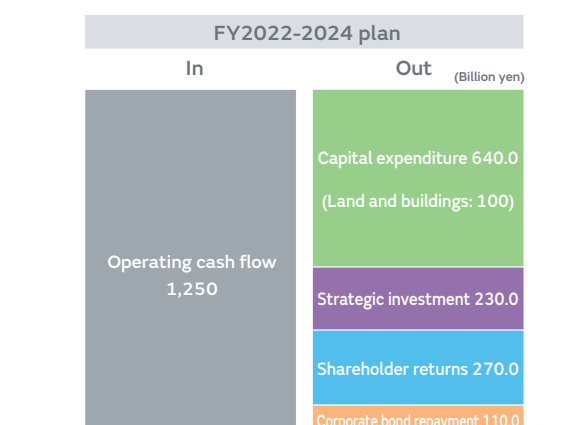 FY2022-2024 plan
In
Out
(Billion yen)
Capital expenditure 640.0
(Land and buildings: 100)
Operating cash flow
1,250
Strategic investment 230.0
Shareholder returns 270.0
Corporate bond repayment 110.0